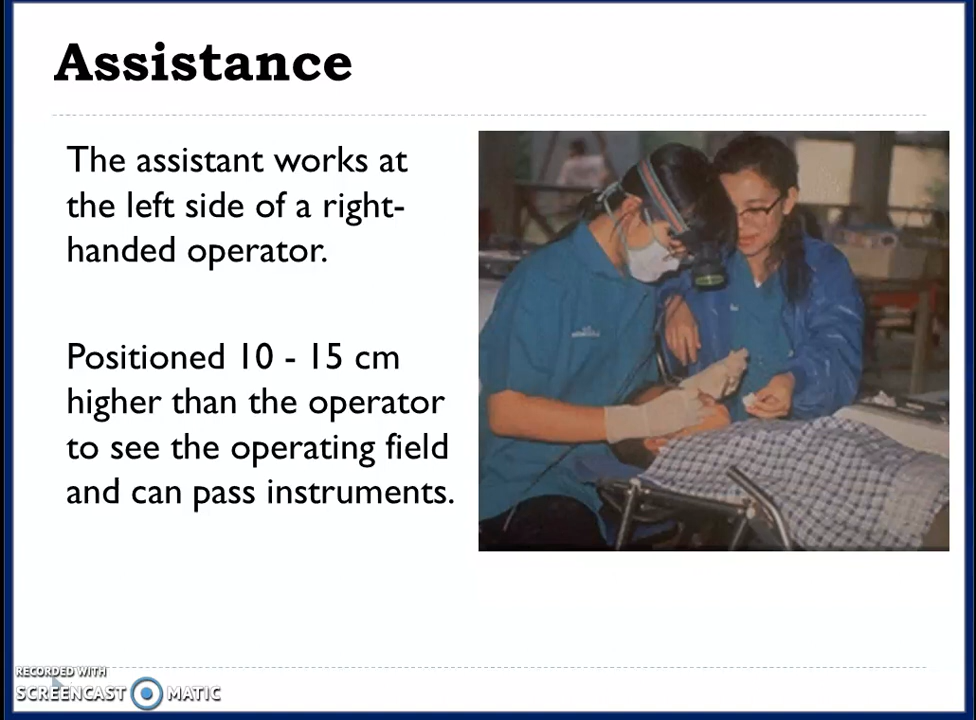 Assistance
The assistant works at
the left side of a right-
handed operator.
Positioned 10 - 15 cm
higher than the operator
to see the operating field
and can pass instruments.
RECORDED WITH
SCREENCAST MATIC